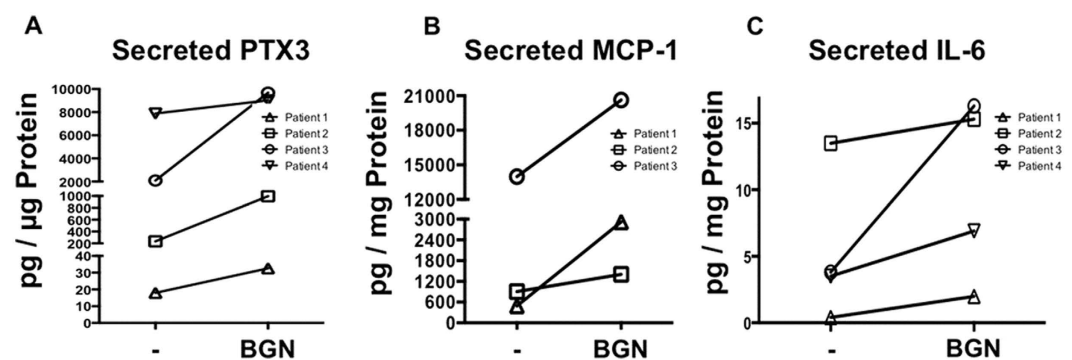 A
Secreted PTX3
pg / µg Protein
10000
8000
6000
4000
2000
1000
800
600
400
200
40
30
20
10
0
Patient 1
Patient 2
Patient 3
Patient 4
-
BGN
B
Secreted MCP-1
pg / mg Protein
21000
18000
15000
12000
3000
2400
1800
1200
600
0
Patient 1
Patient 2
Patient 3
-
BGN
C
Secreted IL-6
pg / mg Protein
15
10
5
0
Patient 1
Patient 2
Patient 3
Patient 4
-
BGN